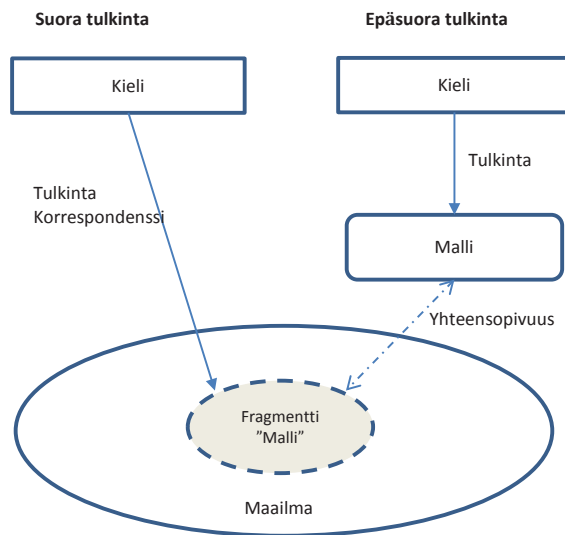 Suora tulkinta
Epäsuora tulkinta
Kieli
Kieli
Tulkinta
Tulkinta
Korrespondenssi
Malli
Yhteensopivuus
Fragmentti
”Malli”
Maailma